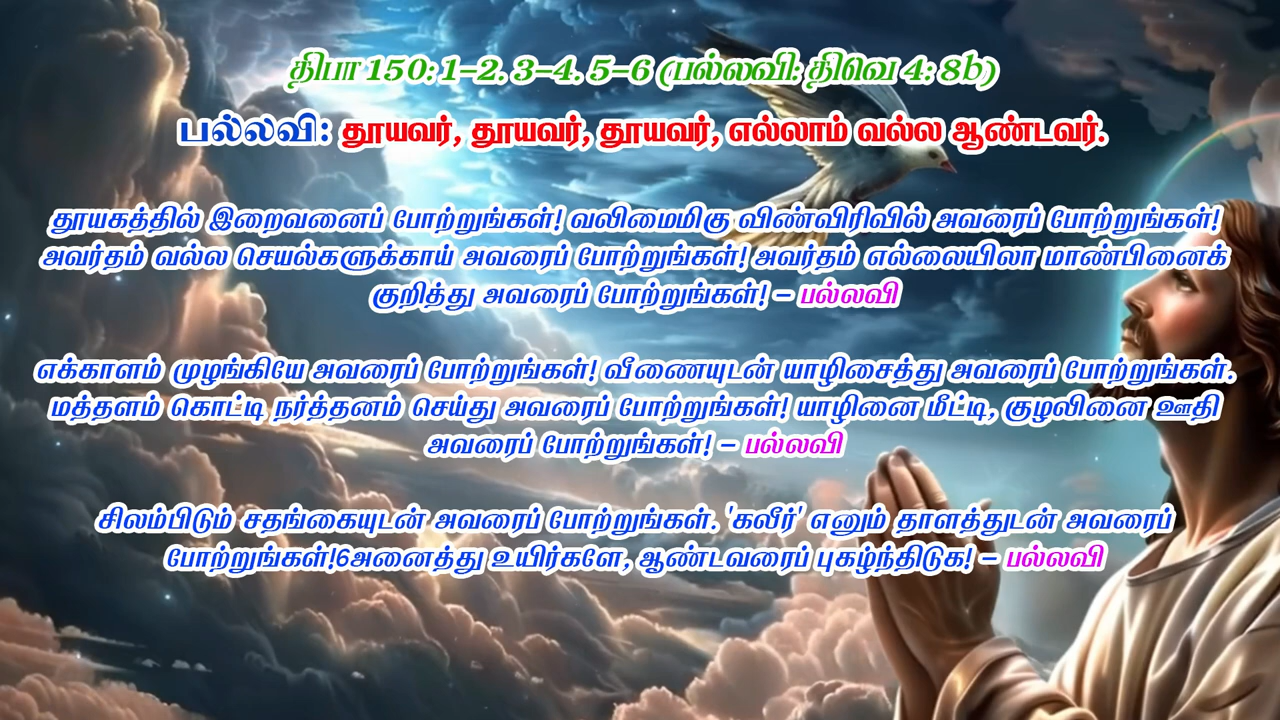 திபா 150: 1-2. 3-4. 5-6 (பல்லவி: திவெ 4: 8b)
பல்லவி: தூயவர், தூயவர், தூயவர், எல்லாம் வல்ல ஆண்டவர்.
தூயகத்தில் இறைவனைப் போற்றுங்கள்! வலிமைமிகு விண்விரிவில் அவரைப் போற்றுங்கள்!
அவர்தம் வல்ல செயல்களுக்காய் அவரைப் போற்றுங்கள்! அவர்தம் எல்லையிலா மாண்பினைக்
குறித்து அவரைப் போற்றுங்கள்! - பல்லவி
எக்காளம் முழங்கியே அவரைப் போற்றுங்கள்! வீணையுடன் யாழிசைத்து அவரைப் போற்றுங்கள்.
மத்தளம் கொட்டி நர்த்தனம் செய்து அவரைப் போற்றுங்கள்! யாழினை மீட்டி, குழலினை ஊதி
அவரைப் போற்றுங்கள்! - பல்லவி
சிலம்பிடும் சதங்கையுடன் அவரைப் போற்றுங்கள். 'கலீர்' எனும் தாளத்துடன் அவரைப்
போற்றுங்கள்!6அனைத்து உயிர்களே, ஆண்டவரைப் புகழ்ந்திடுக! - பல்லவி